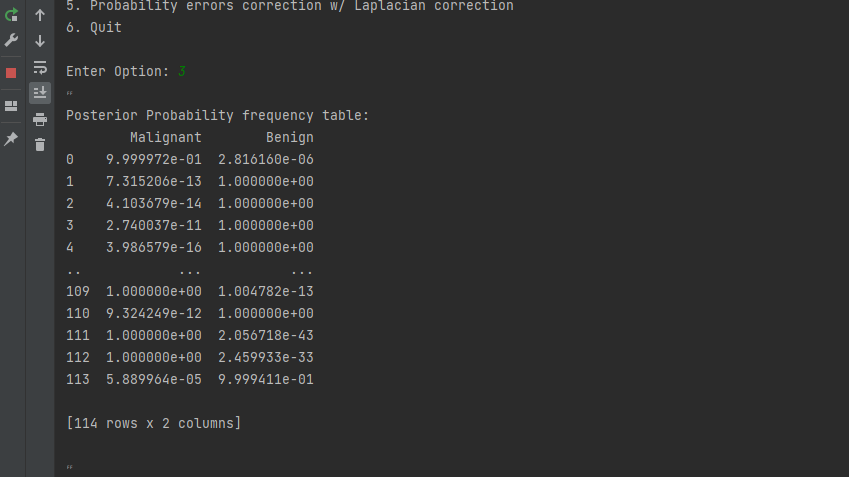 5. Probability errors correction w/ Laplacian correction
6. Quit
Enter Option: 3
"
Posterior Probability frequency table:
Malignant Benign
0 9.999972e-01 2.816160e-06
1 7.315206e-13 1.000000e+00
2 4.103679e-14 1.000000e+00
3 2.740037e-11 1.000000e+00
4 3.986579e-16 1.000000e+00
.. ... ...
109 1.000000e+00 1.004782e-13
110 9.324249e-12 1.000000e+00
111 1.000000e+00 2.056718e-43
112 1.000000e+00 2.459933e-33
113 5.889964e-05 9.999411e-01
[114 rows x 2 columns]
"